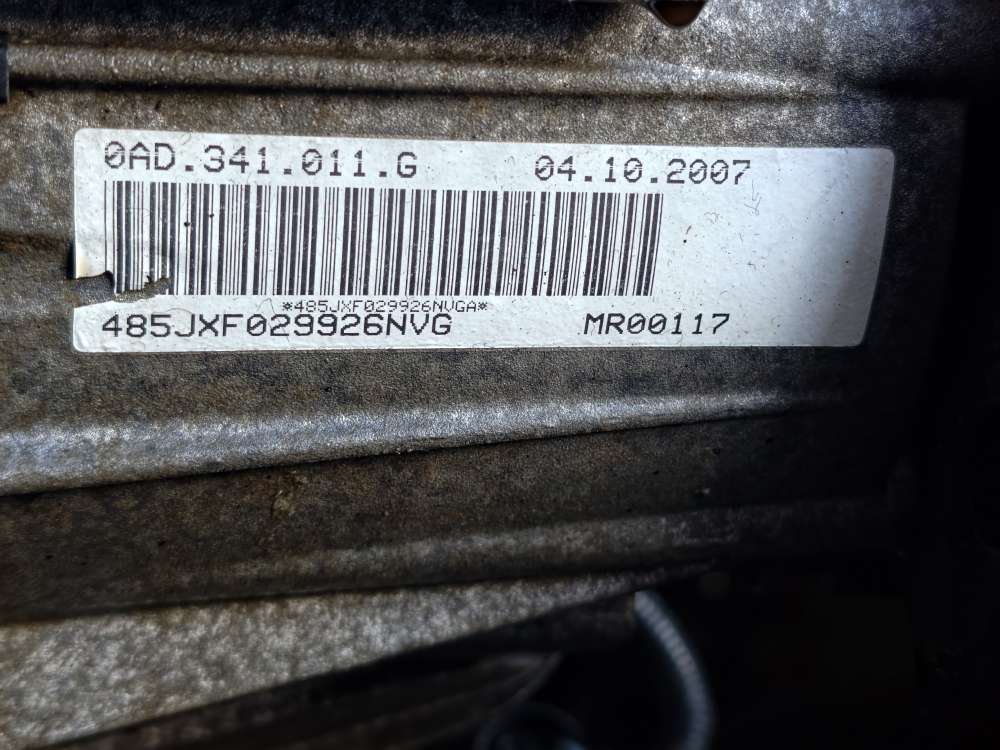 0AD.341.011.G 04.10.2007
*485JXF029926NVGA*
485JXF029926NVG MR00117